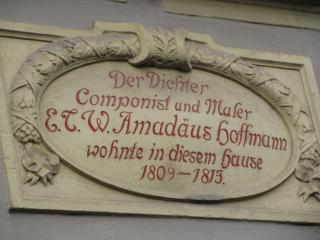 Der Dichter
Componist und Maler
E.T.W. Amadäus Hoffmann
wohnte in diesem Hause
1809–1813.